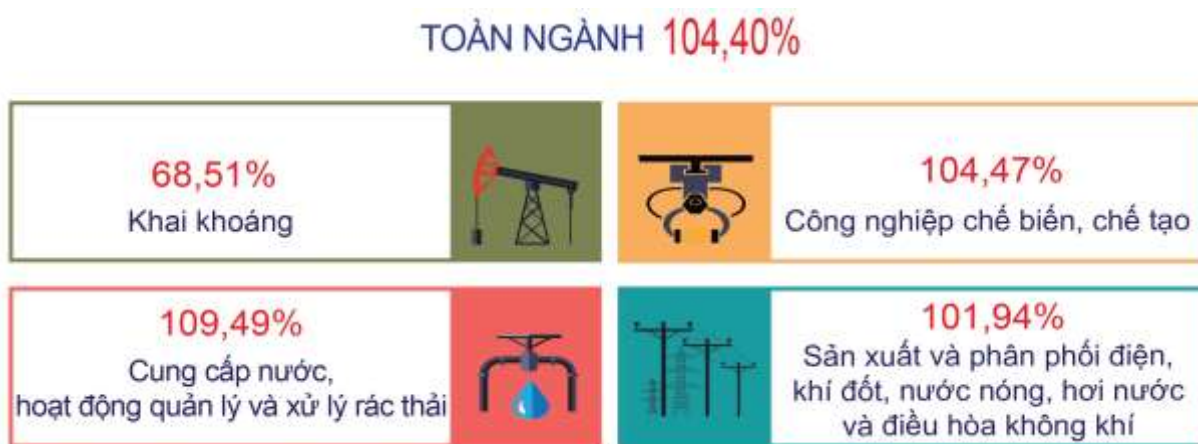 TOÀN NGÀNH 104,40%
68,51%
Khai khoáng
104,47%
Công nghiệp chế biến, chế tạo
109,49%
Cung cấp nước,
hoạt động quản lý và xử lý rác thải
101,94%
Sản xuất và phân phối điện,
khí đốt, nước nóng, hơi nước
và điều hòa không khí